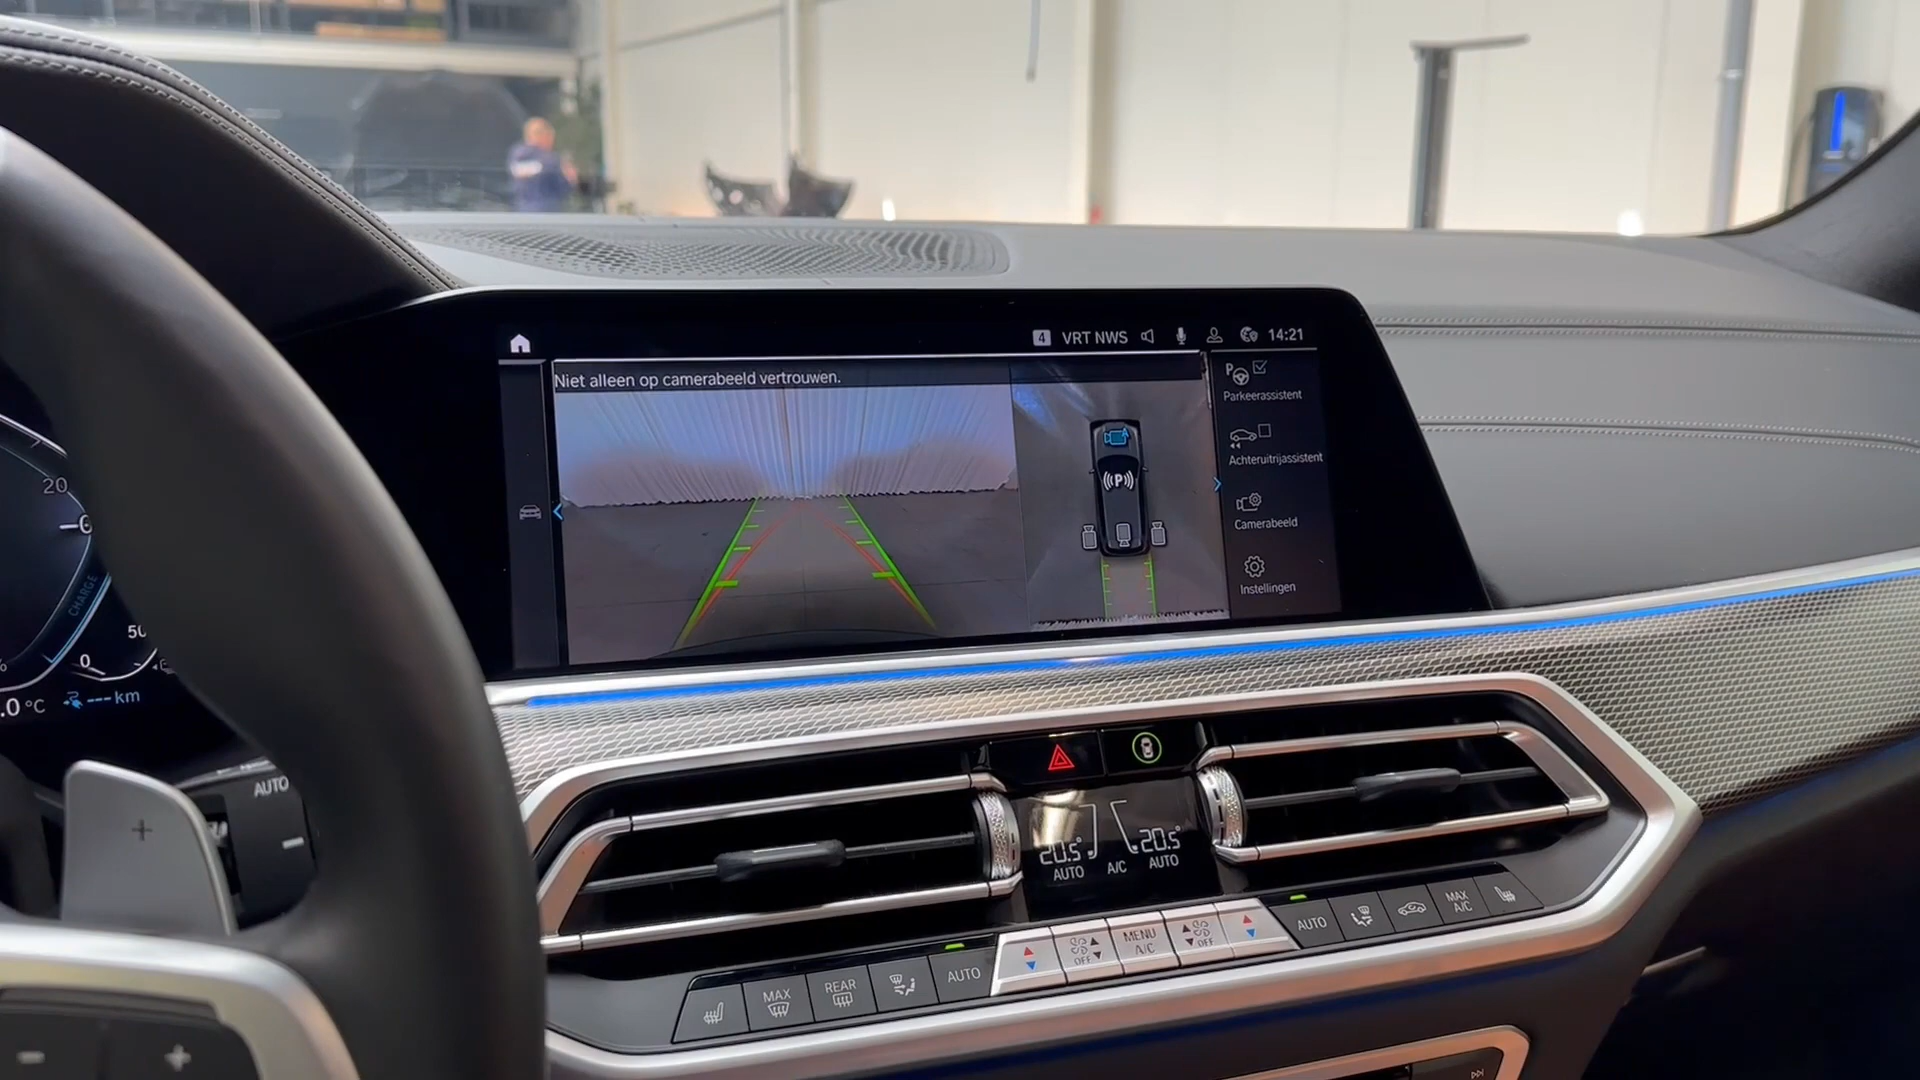 4 VRT NWS 14:21
Niet alleen op camerabeeld vertrouwen.
P
Parkeerassistent
Achteruitrijassistent
Camerabeeld
Instellingen
(P)
20
0
CHARGE
50
0
.0 °C --- km
AUTO
+
20.5° 20.5°
AUTO A/C AUTO
MAX
REAR
AUTO
OFF
MENU
A/C
OFF
AUTO
MAX
A/C